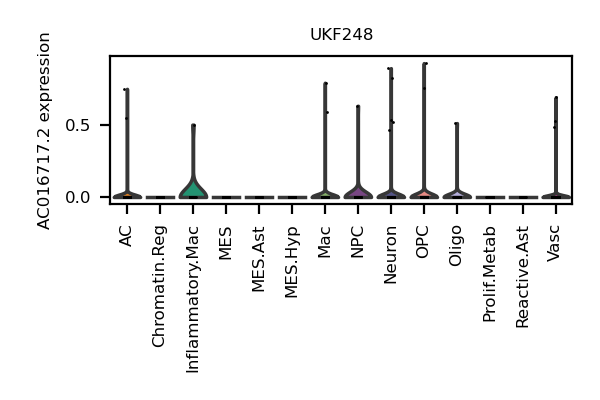 UKF248
AC016717.2 expression
0.5
0.0
AC
Chromatin.Reg
Inflammatory.Mac
MES
MES.Ast
MES.Hyp
Mac
NPC
Neuron
OPC
Oligo
Prolif.Metab
Reactive.Ast
Vasc